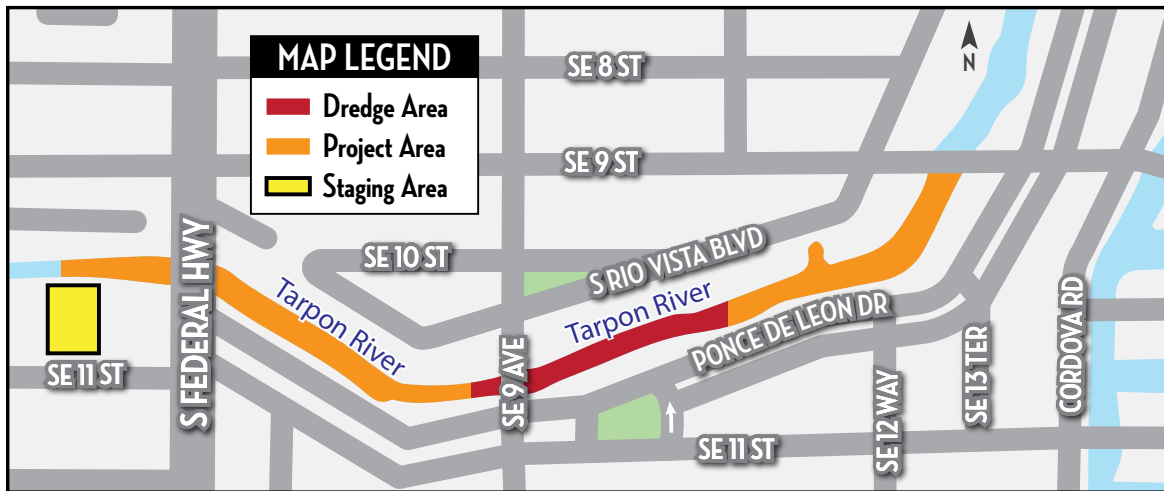 MAP LEGEND
Dredge Area
Project Area
Staging Area
N
SE 8 ST
SE 9 ST
SE 10 ST
S RIO VISTA BLVD
Tarpon River
Tarpon River
PONCE DE LEON DR
S FEDERAL HWY
SE 9 AVE
SE 11 ST
SE 11 ST
SE 12 WAY
SE 13 TER
CORDOVA RD